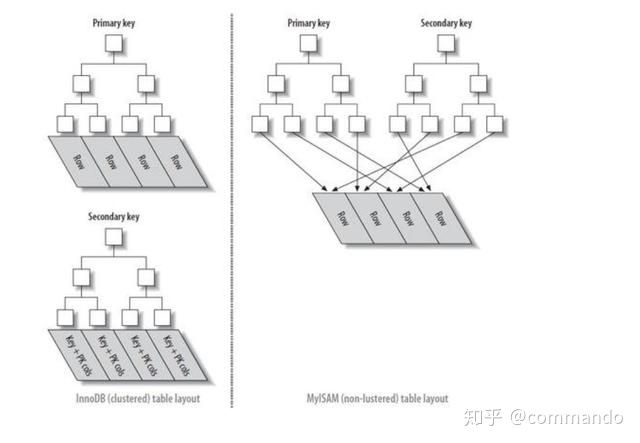 Primary key
Row
Row
Row
Row
Secondary key
Key + PK cols
Key + PK cols
Key + PK cols
Key + PK cols
InnoDB (clustered) table layout
Primary key
Secondary key
Row
Row
Row
Row
MyISAM (non-lustered) table layout
知乎 @commando